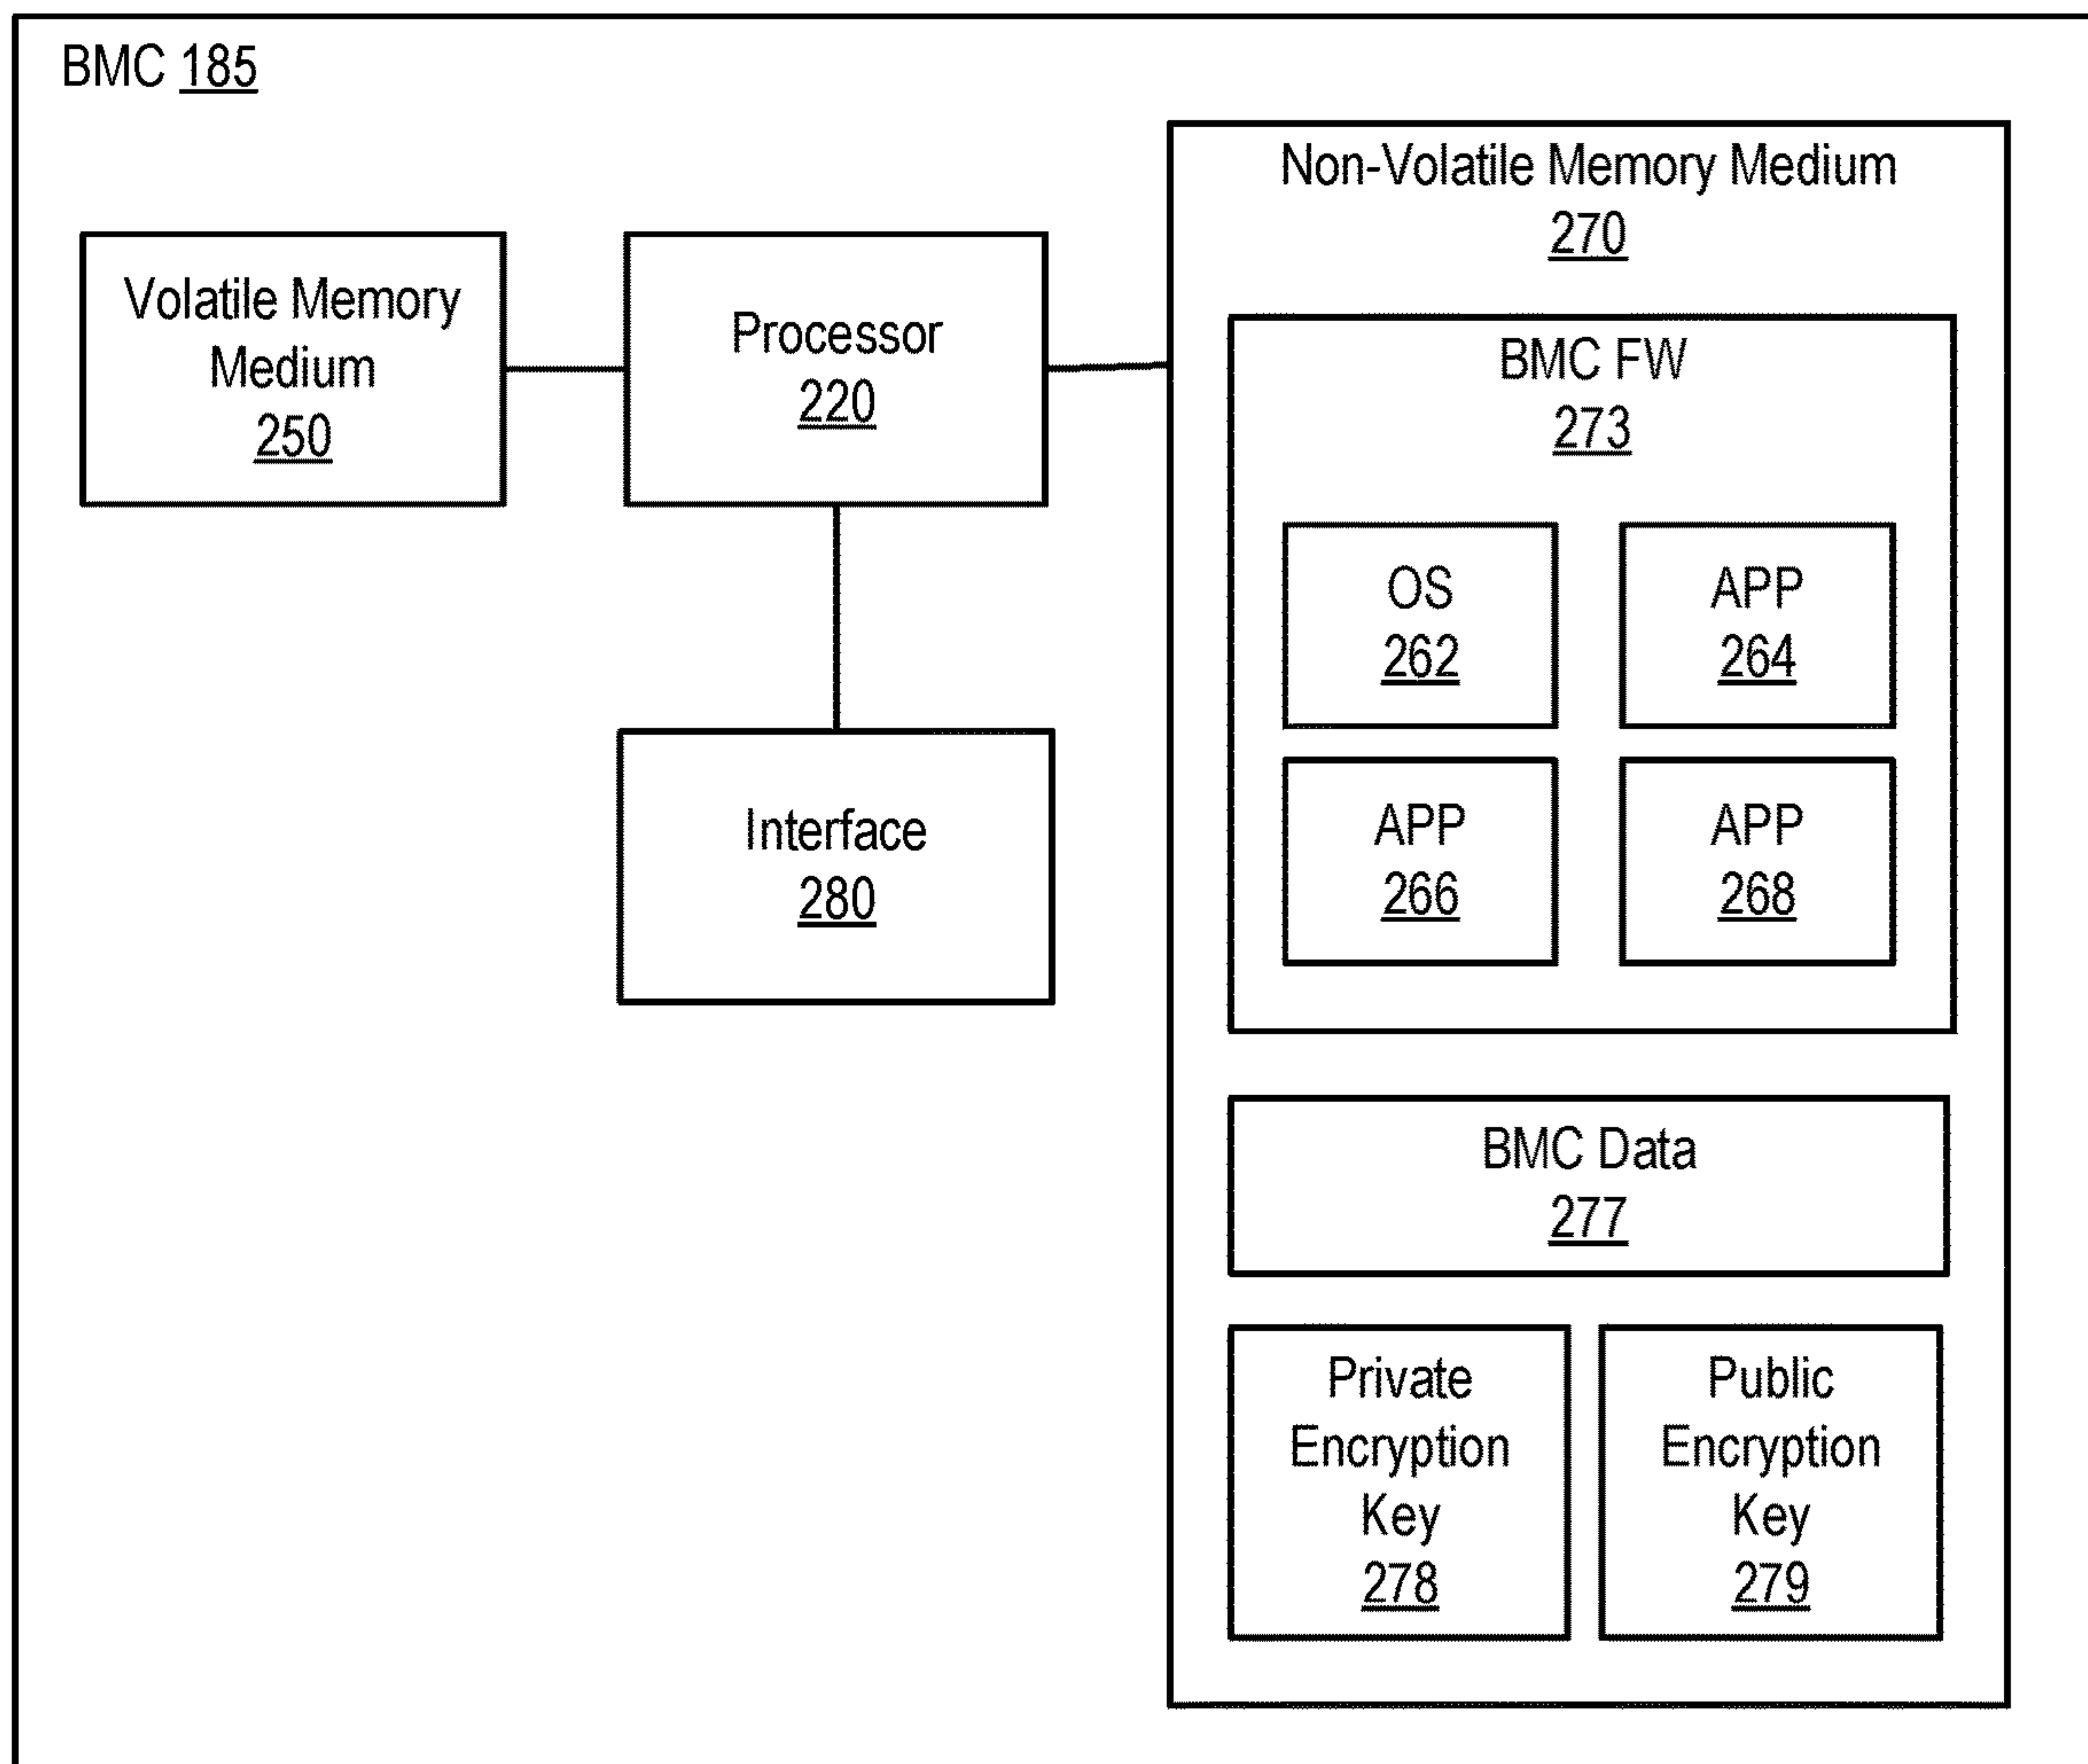 BMC 185
Volatile Memory
Medium
250
Processor
220
Interface
280
Non-Volatile Memory Medium
270
BMC FW
273
OS
262
APP
264
APP
266
APP
268
BMC Data
277
Private
Encryption
Key
278
Public
Encryption
Key
279